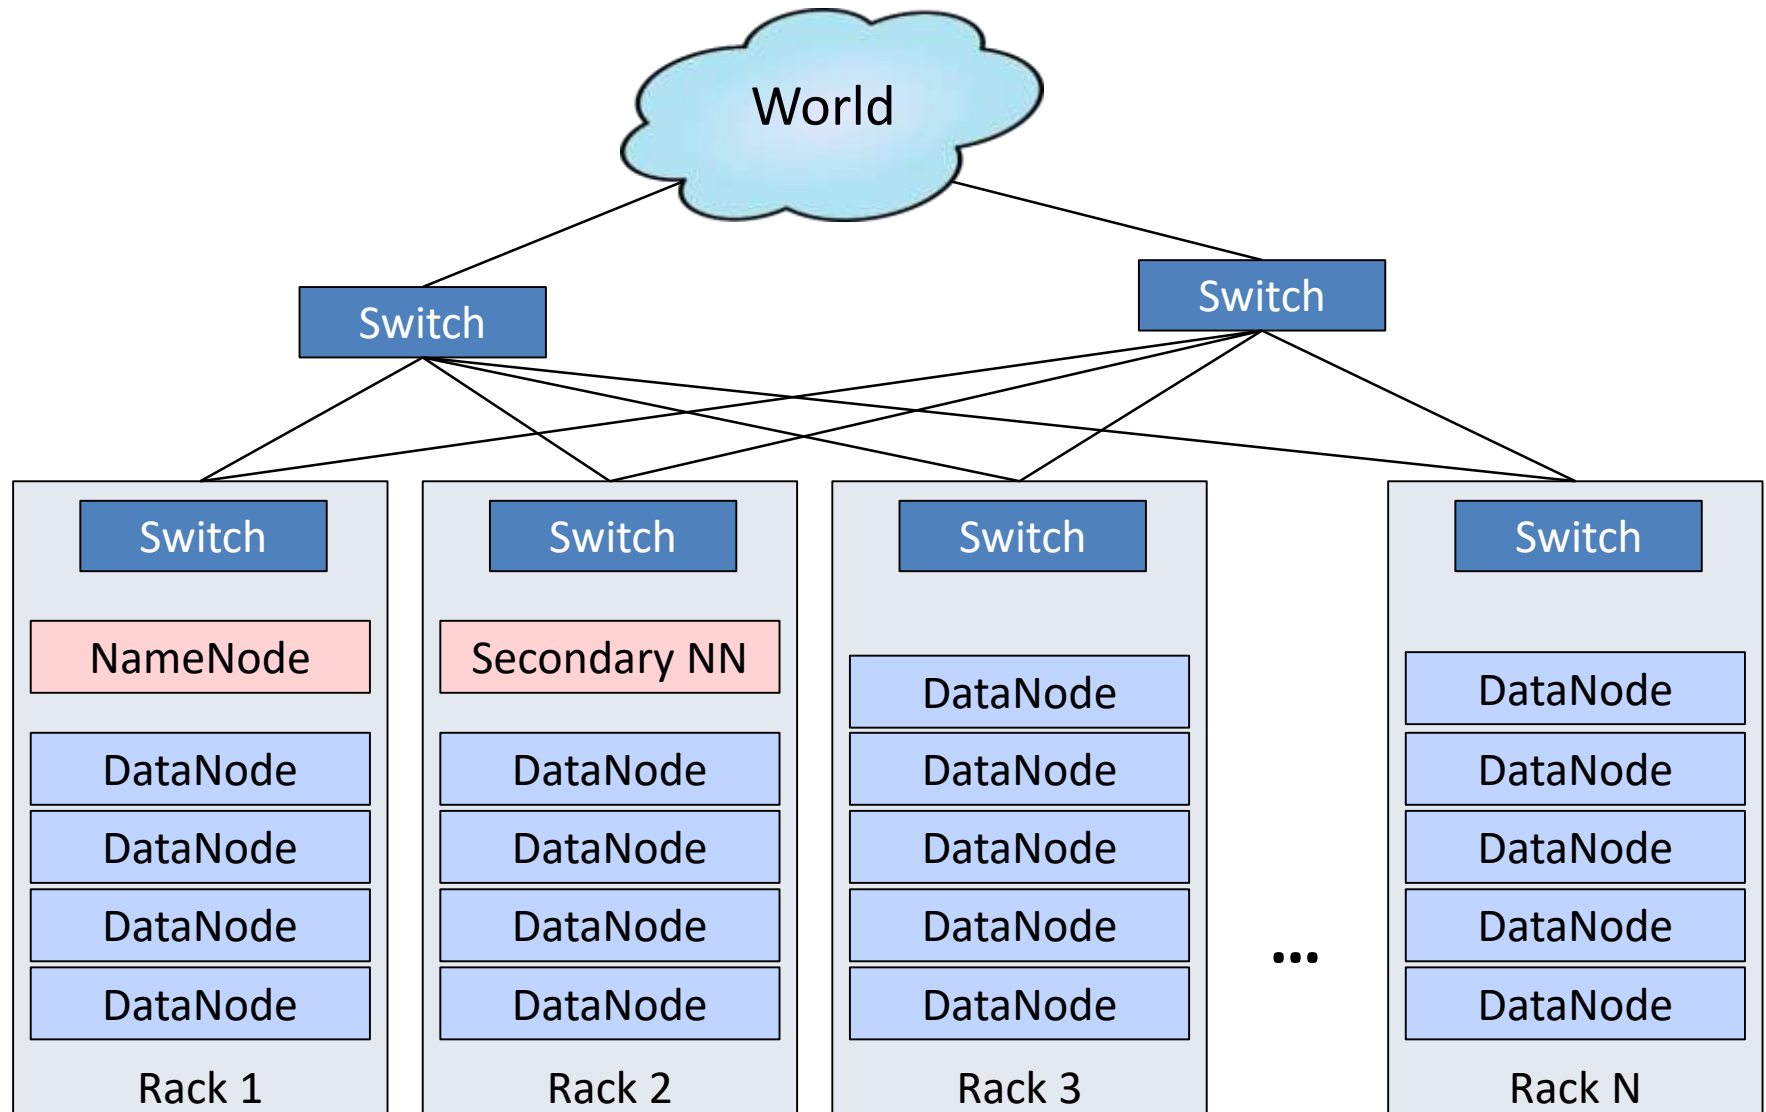 World
Switch
Switch
Switch
NameNode
DataNode
DataNode
DataNode
DataNode
Rack 1
Switch
Secondary NN
DataNode
DataNode
DataNode
DataNode
Rack 2
Switch
DataNode
DataNode
DataNode
DataNode
DataNode
Rack 3
...
Switch
DataNode
DataNode
DataNode
DataNode
DataNode
Rack N